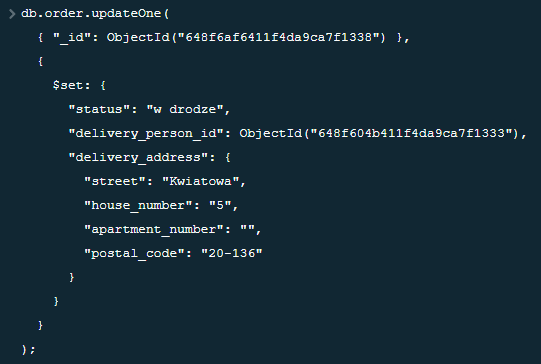 db.order.updateOne(
{ "_id": ObjectId("648f6af6411f4da9ca7f1338") },
{
$set: {
"status": "w drodze",
"delivery_person_id": ObjectId("648f604b411f4da9ca7f1333"),
"delivery_address": {
"street": "Kwiatowa",
"house_number": "5",
"apartment_number": "",
"postal_code": "20-136"
}
}
}
);